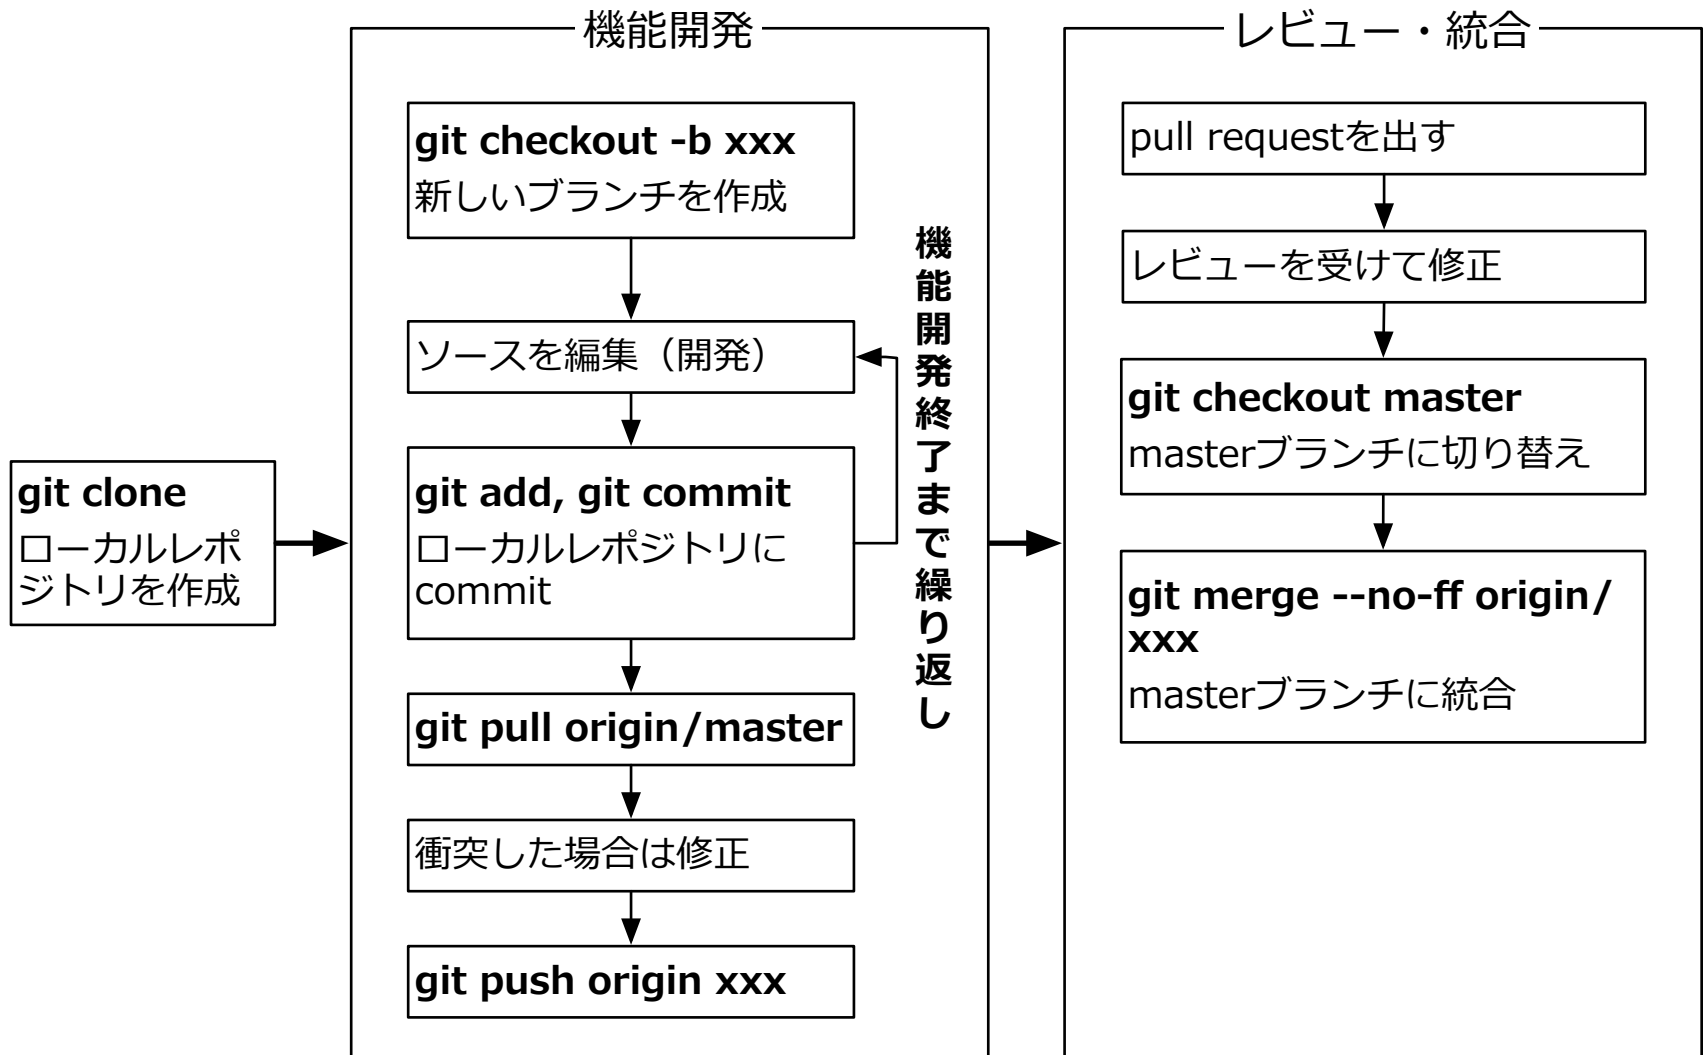 git clone
ローカルレポ
ジトリを作成
機能開発
git checkout -b xxx
新しいブランチを作成
ソースを編集（開発）
git add, git commit
ローカルレポジトリに
commit
git pull origin/master
衝突した場合は修正
git push origin xxx
機能開発終了まで繰り返し
レビュー・統合
pull requestを出す
レビューを受けて修正
git checkout master
masterブランチに切り替え
git merge --no-ff origin/
xxx
masterブランチに統合